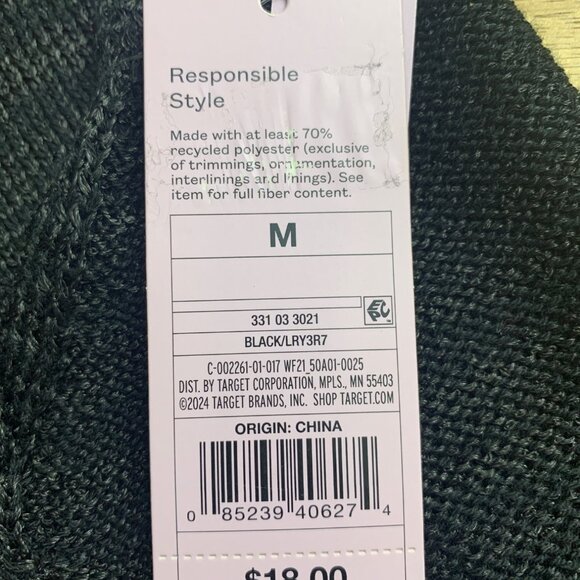 Responsible
Style
Made with at least 70%
recycled polyester (exclusive
of trimmings, ornamentation,
interlinings and linings). See
item for full fiber content.
M
EPC
331 03 3021
BLACK/LRY3R7
C-002261-01-017 WF21_50A01-0025
DIST. BY TARGET CORPORATION, MPLS., MN 55403
©2024 TARGET BRANDS, INC. SHOP TARGET.COM
ORIGIN: CHINA
0 85239 40627 4
$18.00